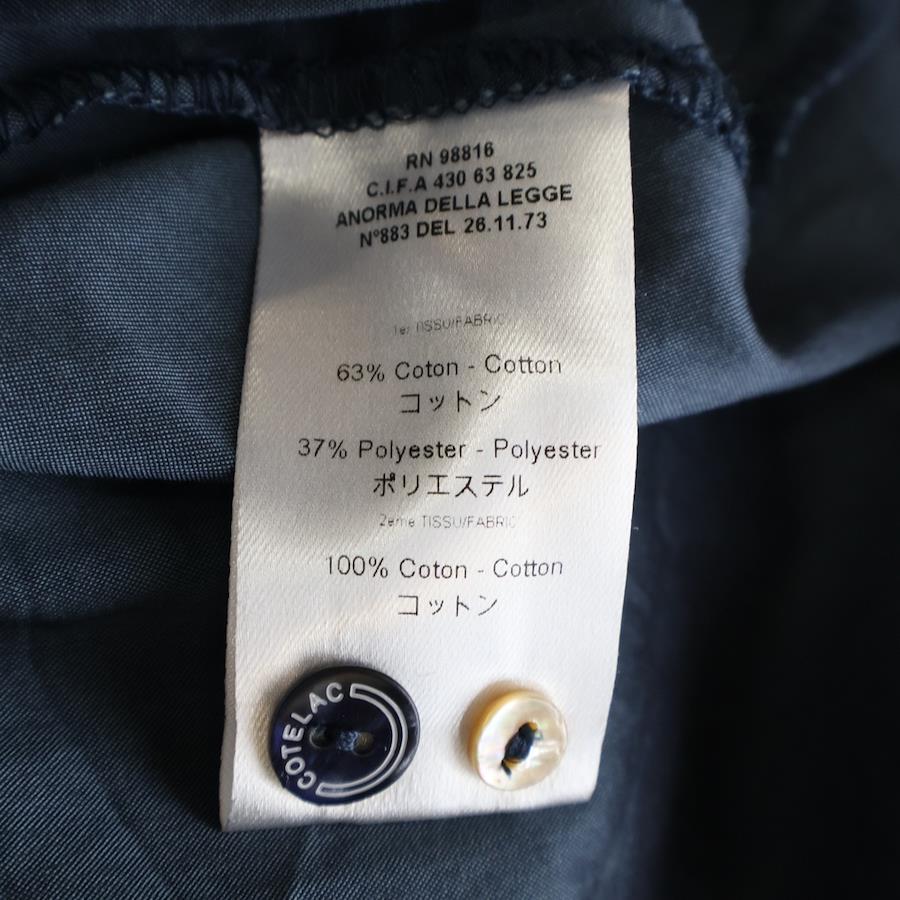 RN 98816
C.I.F.A 430 63 825
ANORMA DELLA LEGGE
N°883 DEL 26.11.73
1er TISSU/FABRIC
63% Coton - Cotton
コットン
37% Polyester - Polyester
ポリエステル
2eme TISSU/FABRIC
100% Coton - Cotton
コットン
COTELAC